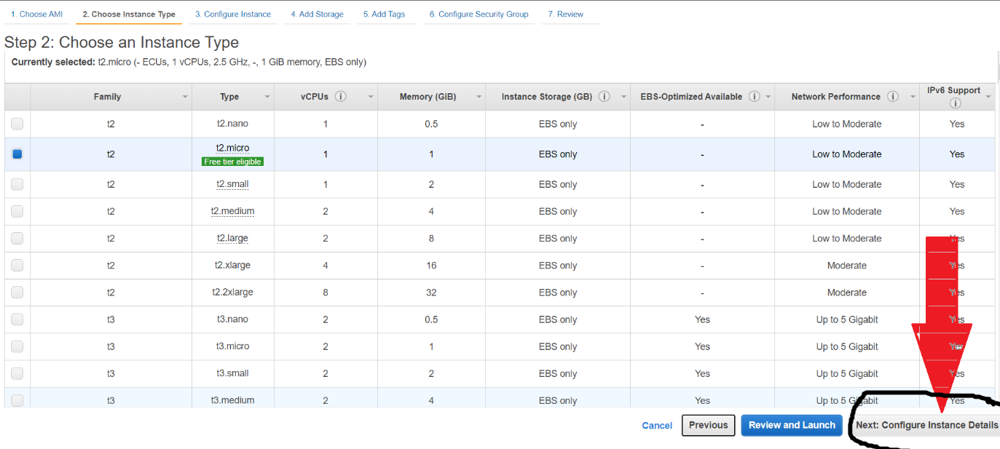 1. Choose AMI 2. Choose Instance Type 3. Configure Instance 4. Add Storage 5. Add Tags 6. Configure Security Group 7. Review
Step 2: Choose an Instance Type
Currently selected: t2.micro (- ECUs, 1 vCPUs, 2.5 GHz, -, 1 GiB memory, EBS only)
Family Type vCPUs i Memory (GiB) Instance Storage (GB) i EBS-Optimized Available i Network Performance i IPv6 Support i
t2 t2.nano 1 0.5 EBS only - Low to Moderate Yes
t2 t2.micro 1 1 EBS only - Low to Moderate Yes
Free tier eligible
t2 t2.small 1 2 EBS only - Low to Moderate Yes
t2 t2.medium 2 4 EBS only - Low to Moderate Yes
t2 t2.large 2 8 EBS only - Low to Moderate Yes
t2 t2.xlarge 4 16 EBS only - Moderate Yes
t2 t2.2xlarge 8 32 EBS only - Moderate Yes
t3 t3.nano 2 0.5 EBS only Yes Up to 5 Gigabit Yes
t3 t3.micro 2 1 EBS only Yes Up to 5 Gigabit Yes
t3 t3.small 2 2 EBS only Yes Up to 5 Gigabit Yes
t3 t3.medium 2 4 EBS only Yes Up to 5 Gigabit Yes
Cancel Previous Review and Launch Next: Configure Instance Details